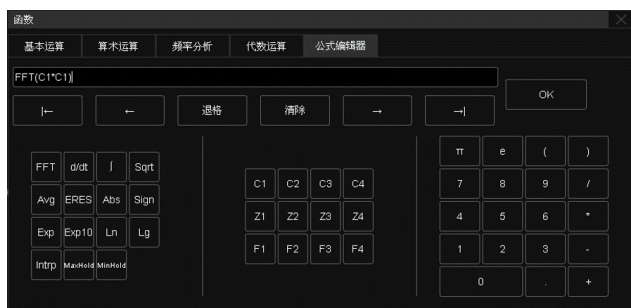 函数
基本运算 算术运算 频率分析 代数运算 公式编辑器
FFT(C1*C1)
OK
|← ← 退格 清除 → →|
π e ( )
FFT d/dt ∫ Sqrt
C1 C2 C3 C4 7 8 9 /
Avg ERES Abs Sign
Z1 Z2 Z3 Z4 4 5 6 *
Exp Exp10 Ln Lg
F1 F2 F3 F4 1 2 3 -
Intrp MaxHold MinHold
0 . +